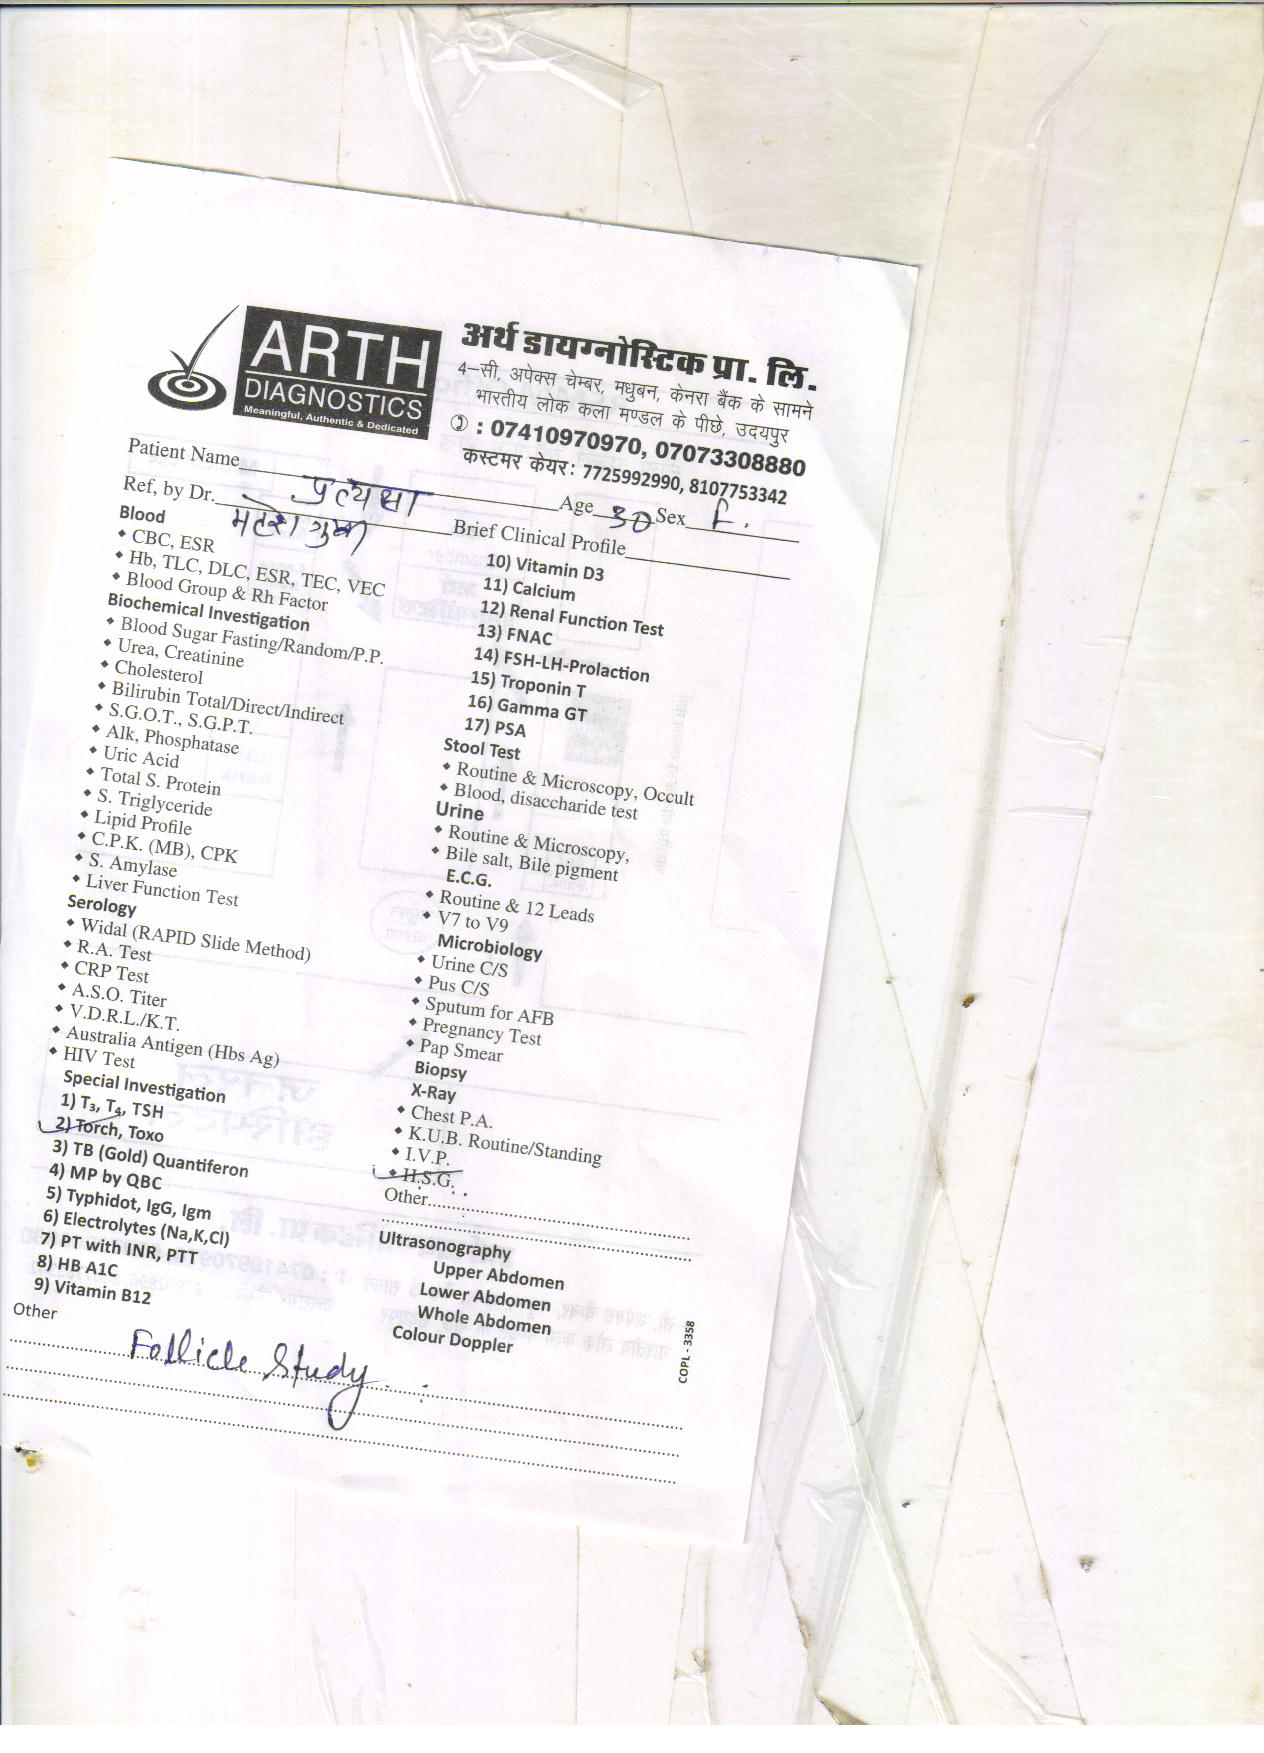 ARTH
DIAGNOSTICS
Meaningful, Authentic & Dedicated
अर्थ डायग्नोस्टिक प्रा. लि.
4–सी, अपेक्स चेम्बर, मधुबन, केनरा बैंक के सामने
भारतीय लोक कला मण्डल के पीछे, उदयपुर
: 07410970970, 07073308880
कस्टमर केयर: 7725992990, 8107753342
Patient Name प्रत्यक्षा Age 30 Sex F.
Ref, by Dr. Brief Clinical Profile
Blood
CBC, ESR
Hb, TLC, DLC, ESR, TEC, VEC
Blood Group & Rh Factor
Biochemical Investigation
Blood Sugar Fasting/Random/P.P.
Urea, Creatinine
Cholesterol
Bilirubin Total/Direct/Indirect
S.G.O.T., S.G.P.T.
Alk, Phosphatase
Uric Acid
Total S. Protein
S. Triglyceride
Lipid Profile
C.P.K. (MB), CPK
S. Amylase
Liver Function Test
Serology
Widal (RAPID Slide Method)
R.A. Test
CRP Test
A.S.O. Titer
V.D.R.L./K.T.
Australia Antigen (Hbs Ag)
HIV Test
Special Investigation
1) T₃, T₄, TSH
2) Torch, Toxo
3) TB (Gold) Quantiferon
4) MP by QBC
5) Typhidot, IgG, Igm
6) Electrolytes (Na,K,Cl)
7) PT with INR, PTT
8) HB A1C
9) Vitamin B12
10) Vitamin D3
11) Calcium
12) Renal Function Test
13) FNAC
14) FSH-LH-Prolaction
15) Troponin T
16) Gamma GT
17) PSA
Stool Test
Routine & Microscopy, Occult
Blood, disaccharide test
Urine
Routine & Microscopy,
Bile salt, Bile pigment
E.C.G.
Routine & 12 Leads
V7 to V9
Microbiology
Urine C/S
Pus C/S
Sputum for AFB
Pregnancy Test
Pap Smear
Biopsy
X-Ray
Chest P.A.
K.U.B. Routine/Standing
I.V.P.
H.S.G.
Other
Ultrasonography
Upper Abdomen
Lower Abdomen
Whole Abdomen
Colour Doppler
COPL - 3358
Other
Follicle Study